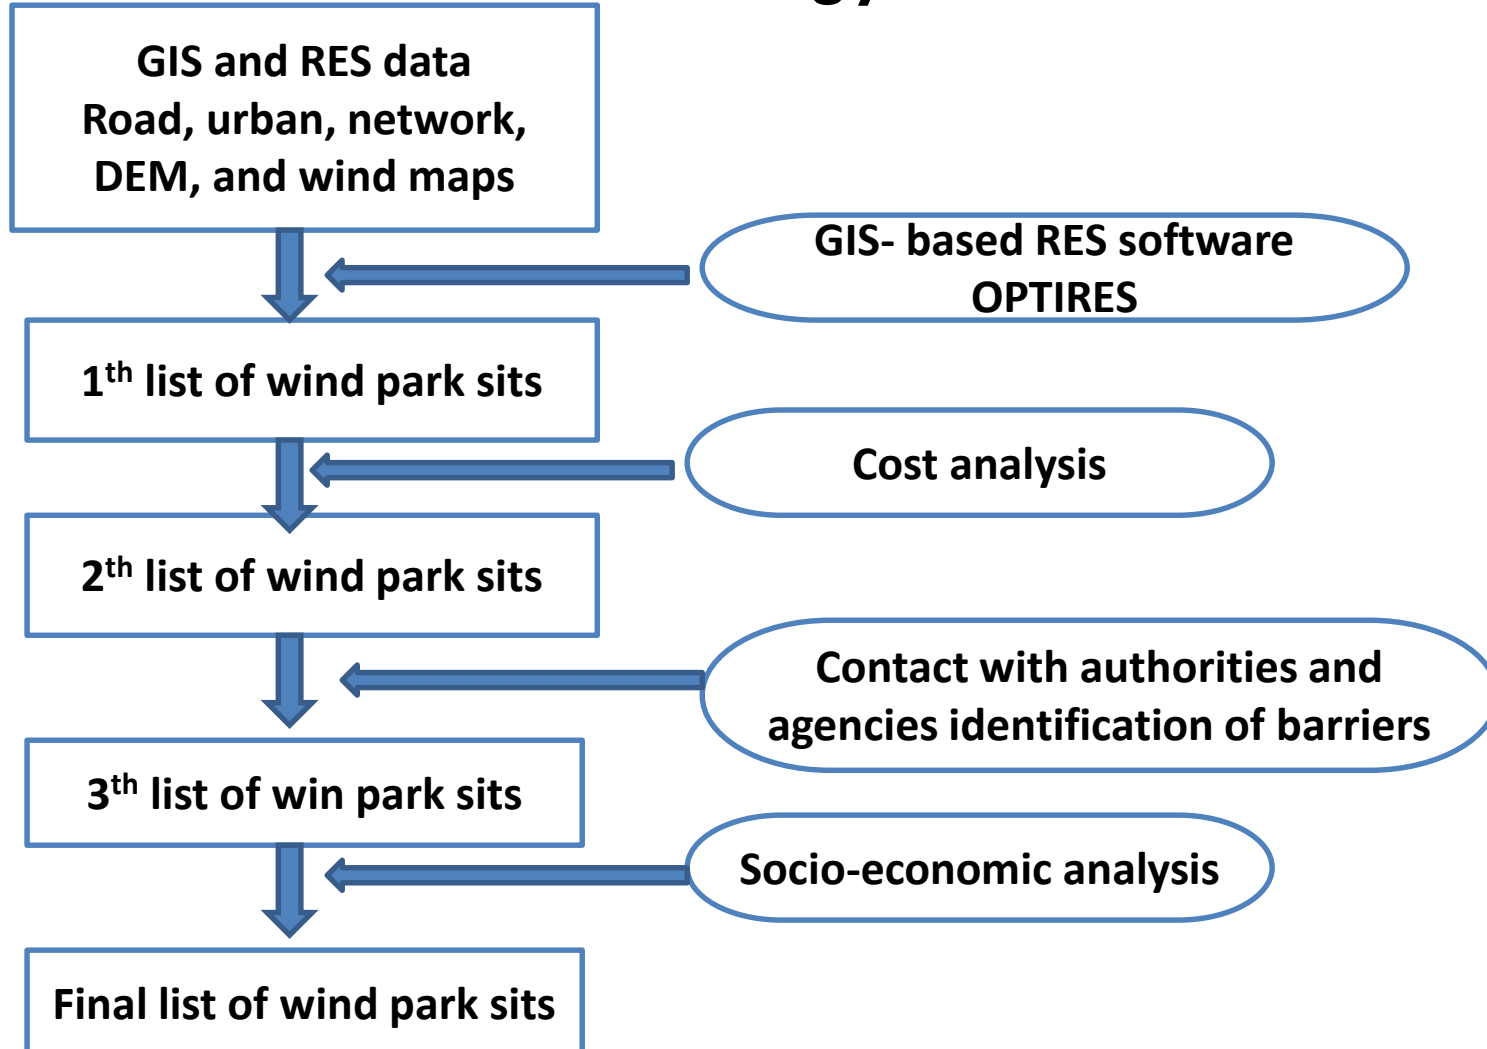 GIS and RES data
Road, urban, network,
DEM, and wind maps
GIS- based RES software
OPTIRES
1th list of wind park sits
Cost analysis
2th list of wind park sits
Contact with authorities and
agencies identification of barriers
3th list of win park sits
Socio-economic analysis
Final list of wind park sits